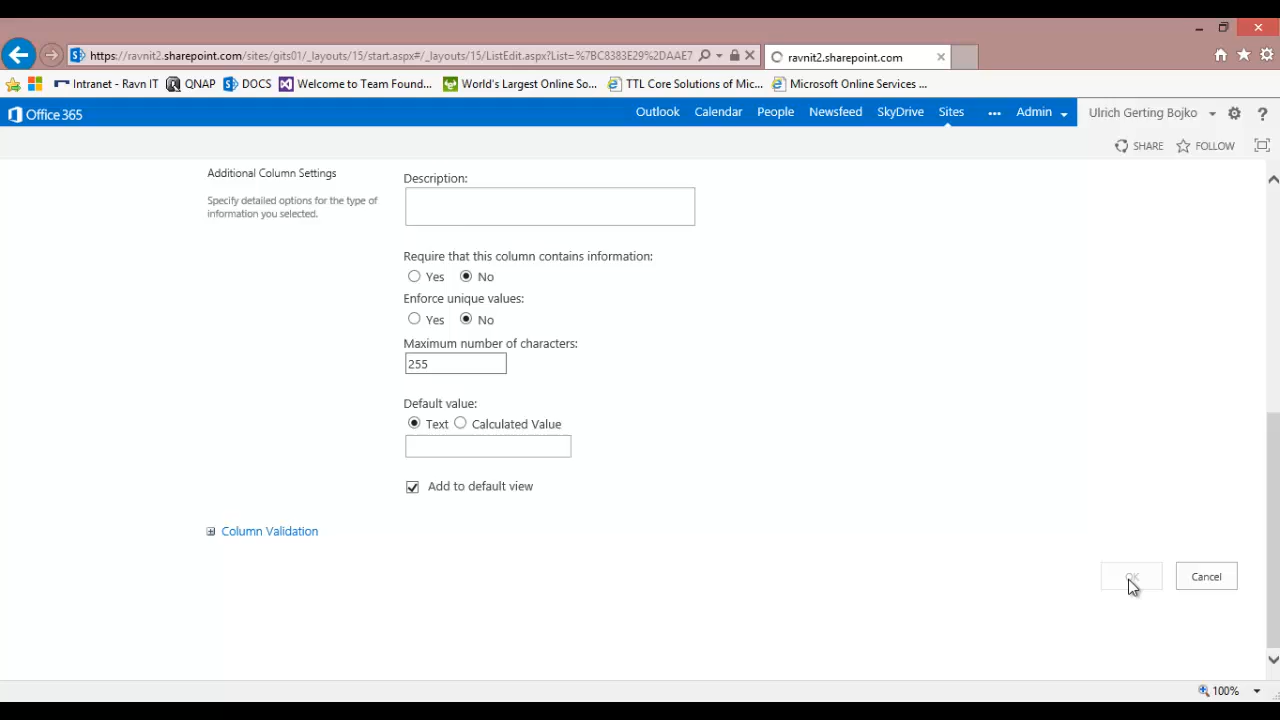 https://ravnit2.sharepoint.com/sites/gits01/_layouts/15/start.aspx#/_layouts/15/ListEdit.aspx?List=%7BC8383E29%2DAAE7
ravnit2.sharepoint.com
Intranet - Ravn IT
QNAP
DOCS
Welcome to Team Found...
World's Largest Online So...
TTL Core Solutions of Mic...
Microsoft Online Services ...
Office 365
Outlook
Calendar
People
Newsfeed
SkyDrive
Sites
...
Admin
Ulrich Gerting Bojko
?
SHARE
FOLLOW
Additional Column Settings
Specify detailed options for the type of
information you selected.
Description:
Require that this column contains information:
Yes No
Enforce unique values:
Yes No
Maximum number of characters:
255
Default value:
Text Calculated Value
Add to default view
Column Validation
OK
Cancel
100%